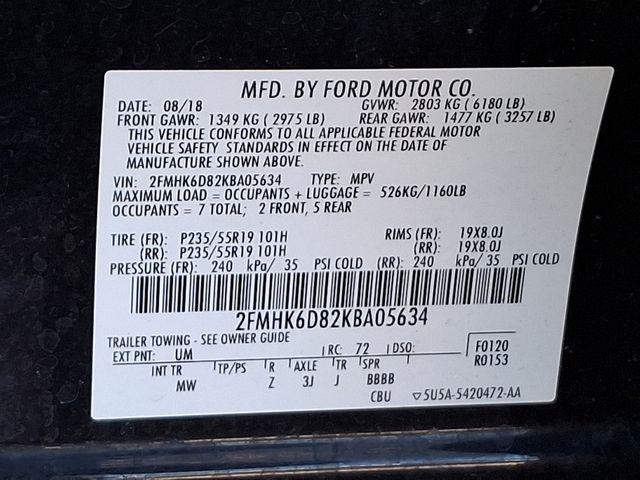 MFD. BY FORD MOTOR CO.
DATE: 08/18 GVWR: 2803 KG ( 6180 LB)
FRONT GAWR: 1349 KG ( 2975 LB) REAR GAWR: 1477 KG ( 3257 LB)
THIS VEHICLE CONFORMS TO ALL APPLICABLE FEDERAL MOTOR
VEHICLE SAFETY STANDARDS IN EFFECT ON THE DATE OF
MANUFACTURE SHOWN ABOVE.
VIN: 2FMHK6D82KBA05634 TYPE: MPV
MAXIMUM LOAD = OCCUPANTS + LUGGAGE = 526KG/1160LB
OCCUPANTS = 7 TOTAL; 2 FRONT, 5 REAR
TIRE (FR): P235/55R19 101H RIMS (FR): 19X8.0J
(RR): P235/55R19 101H (RR): 19X8.0J
PRESSURE (FR): 240 kPa/ 35 PSI COLD (RR): 240 kPa/ 35 PSI COLD
2FMHK6D82KBA05634
TRAILER TOWING - SEE OWNER GUIDE
EXT PNT: UM RC: 72 DSO: F0120
R0153
INT TR TP/PS R AXLE TR SPR
MW Z 3J J BBBB
CBU ▽5U5A-5420472-AA